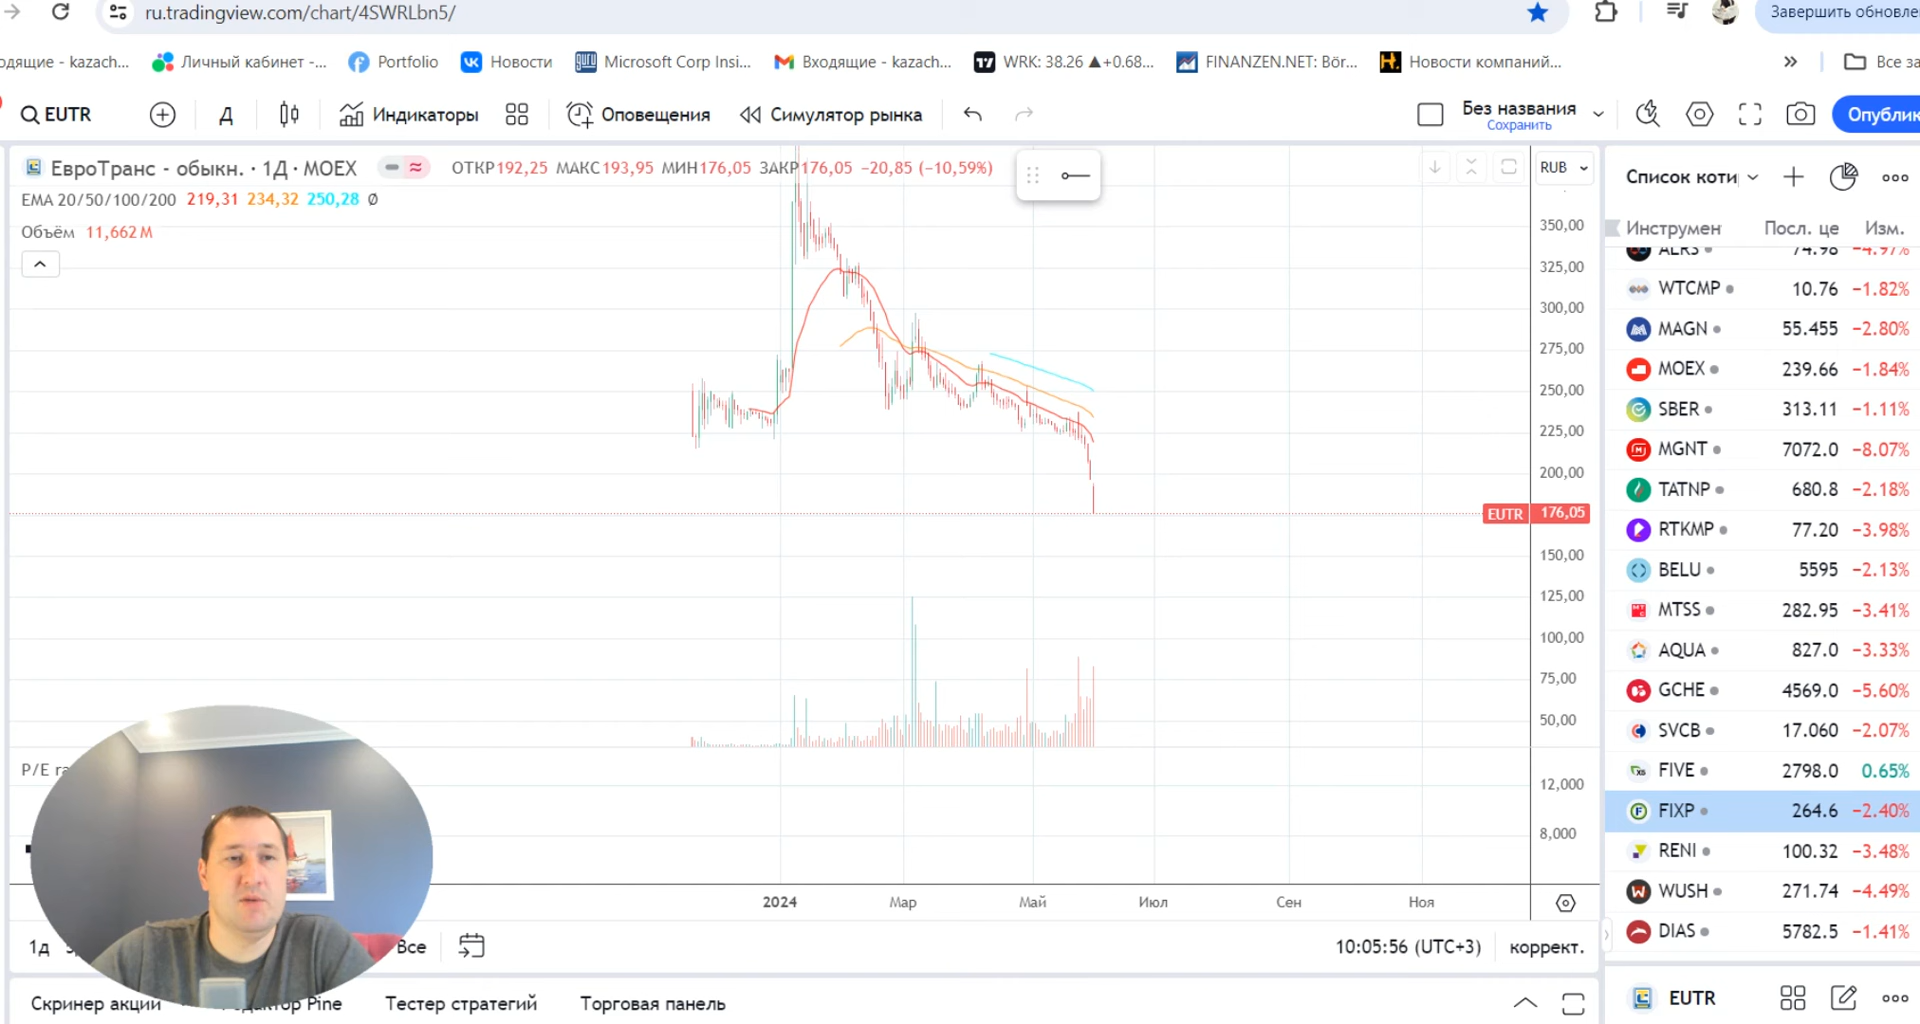 ru.tradingview.com/chart/4SWRLbn5/
Завершить обновле
одящие - kazach...
Личный кабинет -...
Portfolio
Новости
Microsoft Corp Insi...
Входящие - kazach...
WRK: 38.26 ▲+0.68...
FINANZEN.NET: Bör...
Новости компаний...
»
Все за
EUTR
Д
Индикаторы
Оповещения
Симулятор рынка
Без названия
Сохранить
Опублик
ЕвроТранс - обыкн. · 1Д · MOEX
ОТКР192,25 МАКС193,95 МИН176,05 ЗАКР176,05 −20,85 (−10,59%)
RUB
EMA 20/50/100/200 219,31 234,32 250,28 Ø
Объём 11,662 M
350,00
325,00
300,00
275,00
250,00
225,00
200,00
EUTR 176,05
150,00
125,00
100,00
75,00
50,00
P/E ra
12,000
8,000
2024
Мар
Май
Июл
Сен
Ноя
1д
Все
10:05:56 (UTC+3)
коррект.
Скринер акций
тор Pine
Тестер стратегий
Торговая панель
Список коти
Инструмен Посл. це Изм.
ALRS 74.98 −4.97%
WTCMP 10.76 −1.82%
MAGN 55.455 −2.80%
MOEX 239.66 −1.84%
SBER 313.11 −1.11%
MGNT 7072.0 −8.07%
TATNP 680.8 −2.18%
RTKMP 77.20 −3.98%
BELU 5595 −2.13%
MTSS 282.95 −3.41%
AQUA 827.0 −3.33%
GCHE 4569.0 −5.60%
SVCB 17.060 −2.07%
FIVE 2798.0 0.65%
FIXP 264.6 −2.40%
RENI 100.32 −3.48%
WUSH 271.74 −4.49%
DIAS 5782.5 −1.41%
EUTR